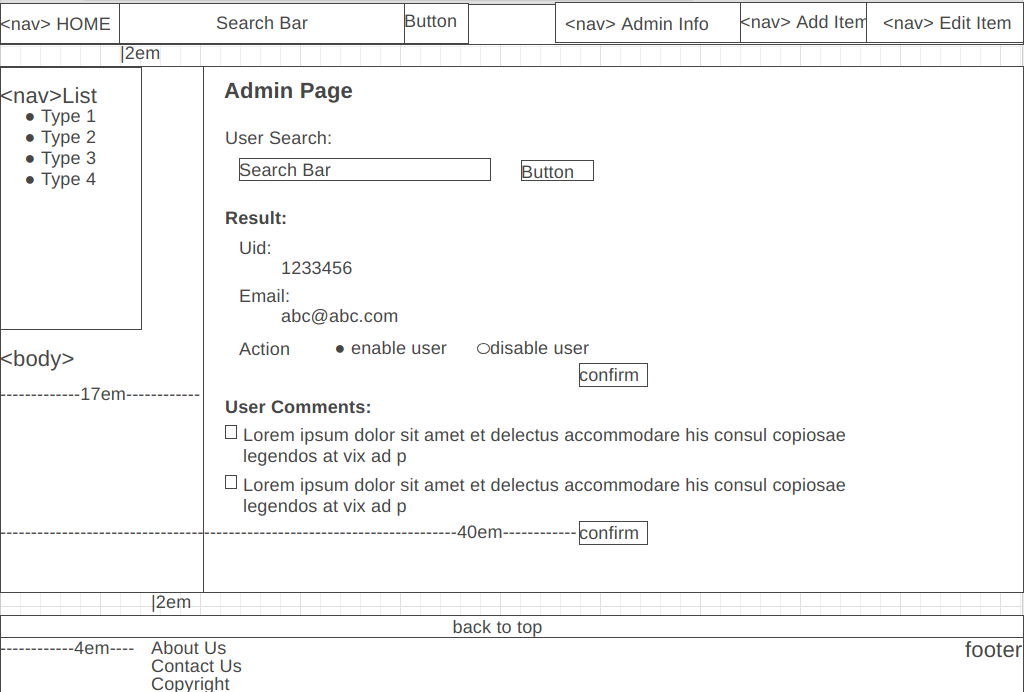 <nav> HOME
Search Bar
Button
<nav> Admin Info
<nav> Add Item
<nav> Edit Item
|2em
<nav>List
● Type 1
● Type 2
● Type 3
● Type 4
<body>
-------------17em------------
Admin Page
User Search:
Search Bar
Button
Result:
Uid:
1233456
Email:
abc@abc.com
Action
● enable user
disable user
confirm
User Comments:
Lorem ipsum dolor sit amet et delectus accommodare his consul copiosae
legendos at vix ad p
Lorem ipsum dolor sit amet et delectus accommodare his consul copiosae
legendos at vix ad p
----------------------------------------------------------------------------40em------------
confirm
|2em
back to top
------------4em----
About Us
Contact Us
Copyright
footer